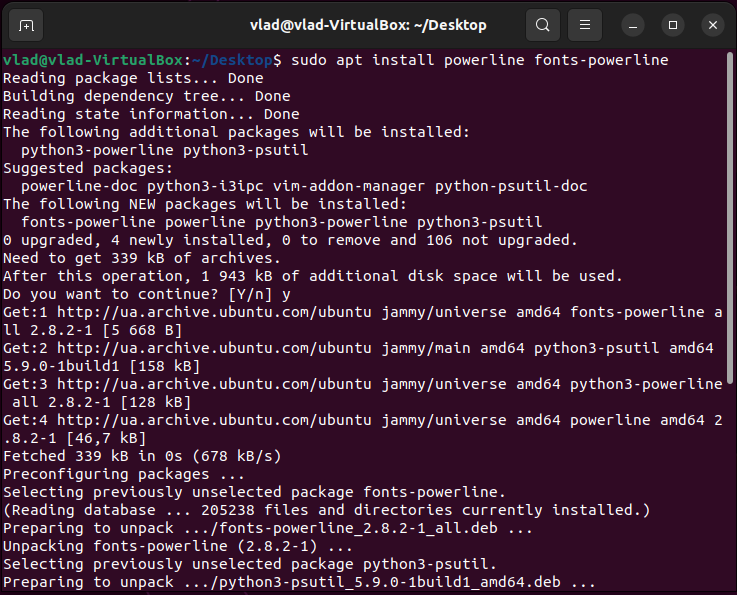 vlad@vlad-VirtualBox: ~/Desktop
vlad@vlad-VirtualBox:~/Desktop$ sudo apt install powerline fonts-powerline
Reading package lists... Done
Building dependency tree... Done
Reading state information... Done
The following additional packages will be installed:
  python3-powerline python3-psutil
Suggested packages:
  powerline-doc python3-i3ipc vim-addon-manager python-psutil-doc
The following NEW packages will be installed:
  fonts-powerline powerline python3-powerline python3-psutil
0 upgraded, 4 newly installed, 0 to remove and 106 not upgraded.
Need to get 339 kB of archives.
After this operation, 1 943 kB of additional disk space will be used.
Do you want to continue? [Y/n] y
Get:1 http://ua.archive.ubuntu.com/ubuntu jammy/universe amd64 fonts-powerline a
ll 2.8.2-1 [5 668 B]
Get:2 http://ua.archive.ubuntu.com/ubuntu jammy/main amd64 python3-psutil amd64
5.9.0-1build1 [158 kB]
Get:3 http://ua.archive.ubuntu.com/ubuntu jammy/universe amd64 python3-powerline
 all 2.8.2-1 [128 kB]
Get:4 http://ua.archive.ubuntu.com/ubuntu jammy/universe amd64 powerline amd64 2
.8.2-1 [46,7 kB]
Fetched 339 kB in 0s (678 kB/s)
Preconfiguring packages ...
Selecting previously unselected package fonts-powerline.
(Reading database ... 205238 files and directories currently installed.)
Preparing to unpack .../fonts-powerline_2.8.2-1_all.deb ...
Unpacking fonts-powerline (2.8.2-1) ...
Selecting previously unselected package python3-psutil.
Preparing to unpack .../python3-psutil_5.9.0-1build1_amd64.deb ...